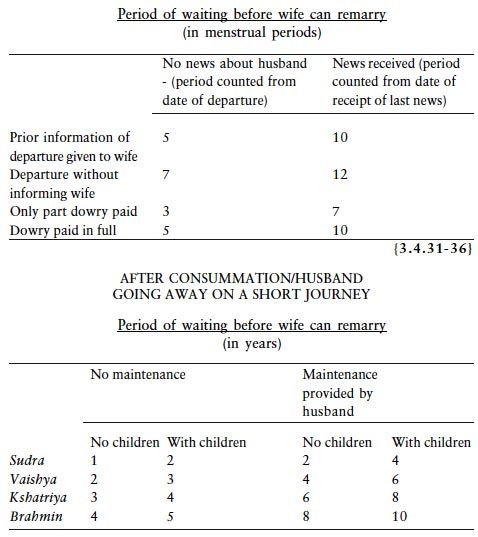 Period of waiting before wife can remarry
(in menstrual periods)
No news about husband News received (period
- (period counted from counted from date of
date of departure) receipt of last news)
Prior information of 5 10
departure given to wife
Departure without 7 12
informing wife
Only part dowry paid 3 7
Dowry paid in full 5 10
{3.4.31-36}
AFTER CONSUMMATION/HUSBAND
GOING AWAY ON A SHORT JOURNEY
Period of waiting before wife can remarry
(in years)
No maintenance Maintenance
provided by
husband
No children With children No children With children
Sudra 1 2 2 4
Vaishya 2 3 4 6
Kshatriya 3 4 6 8
Brahmin 4 5 8 10